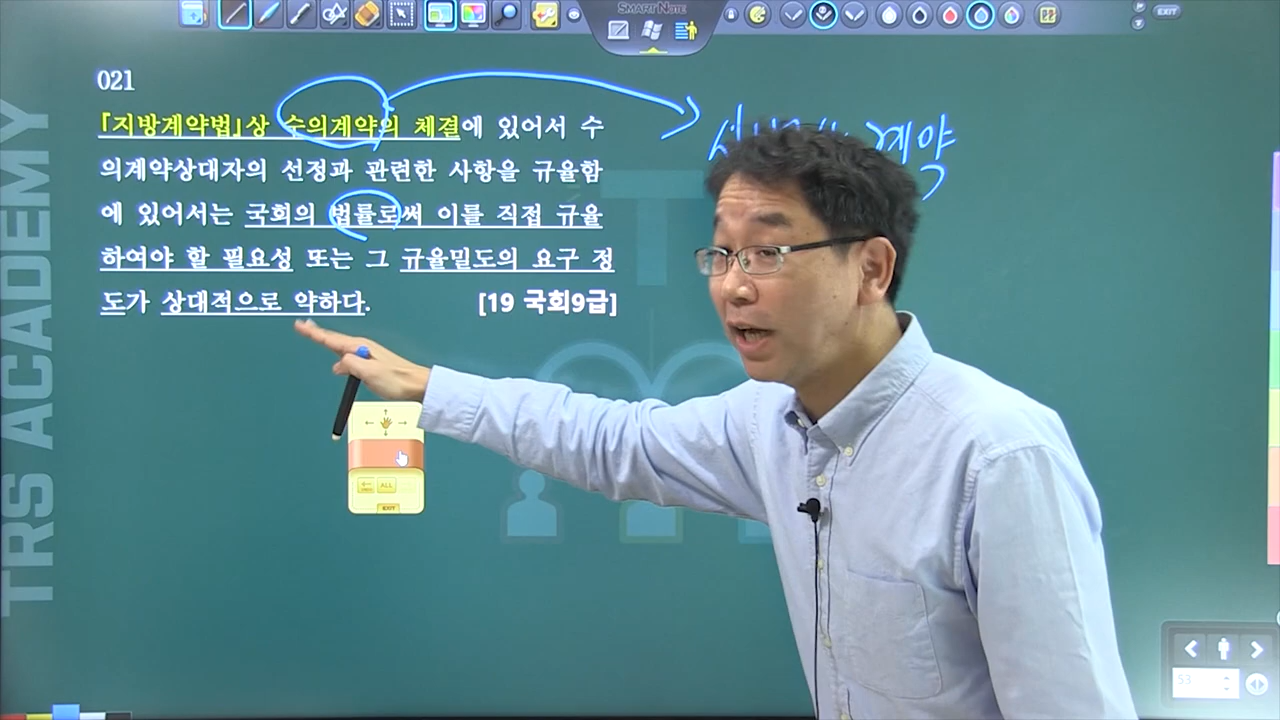 SMART NOTE
EXIT
021
『지방계약법』상 수의계약의 체결에 있어서 수
의계약상대자의 선정과 관련한 사항을 규율함
에 있어서는 국회의 법률로써 이를 직접 규율
하여야 할 필요성 또는 그 규율밀도의 요구 정
도가 상대적으로 약하다. [19 국회9급]
계약
TRS ACADEMY
ALL
EXIT
53